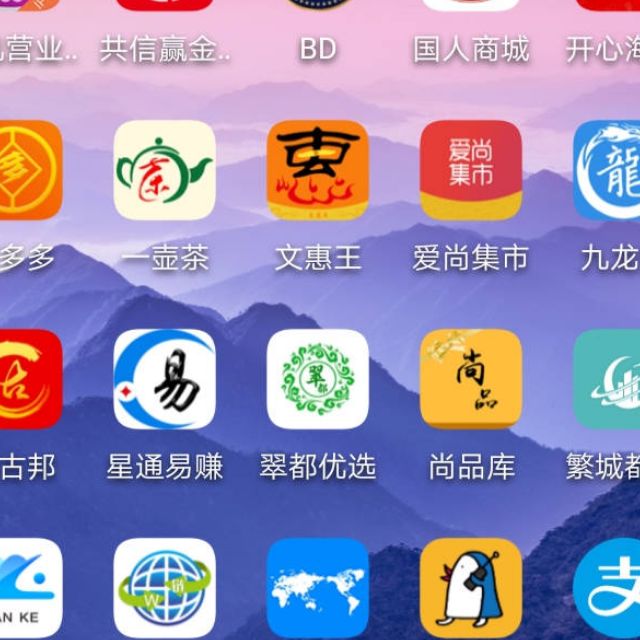 营业..
共信赢金..
BD
国人商城
开心海
多
茶
爱尚
集市
龍
多多
一壶茶
文惠王
爱尚集市
九龙
古
易
翠都
尚品
古邦
星通易赚
翠都优选
尚品库
繁城都
AN KE
W
链
支